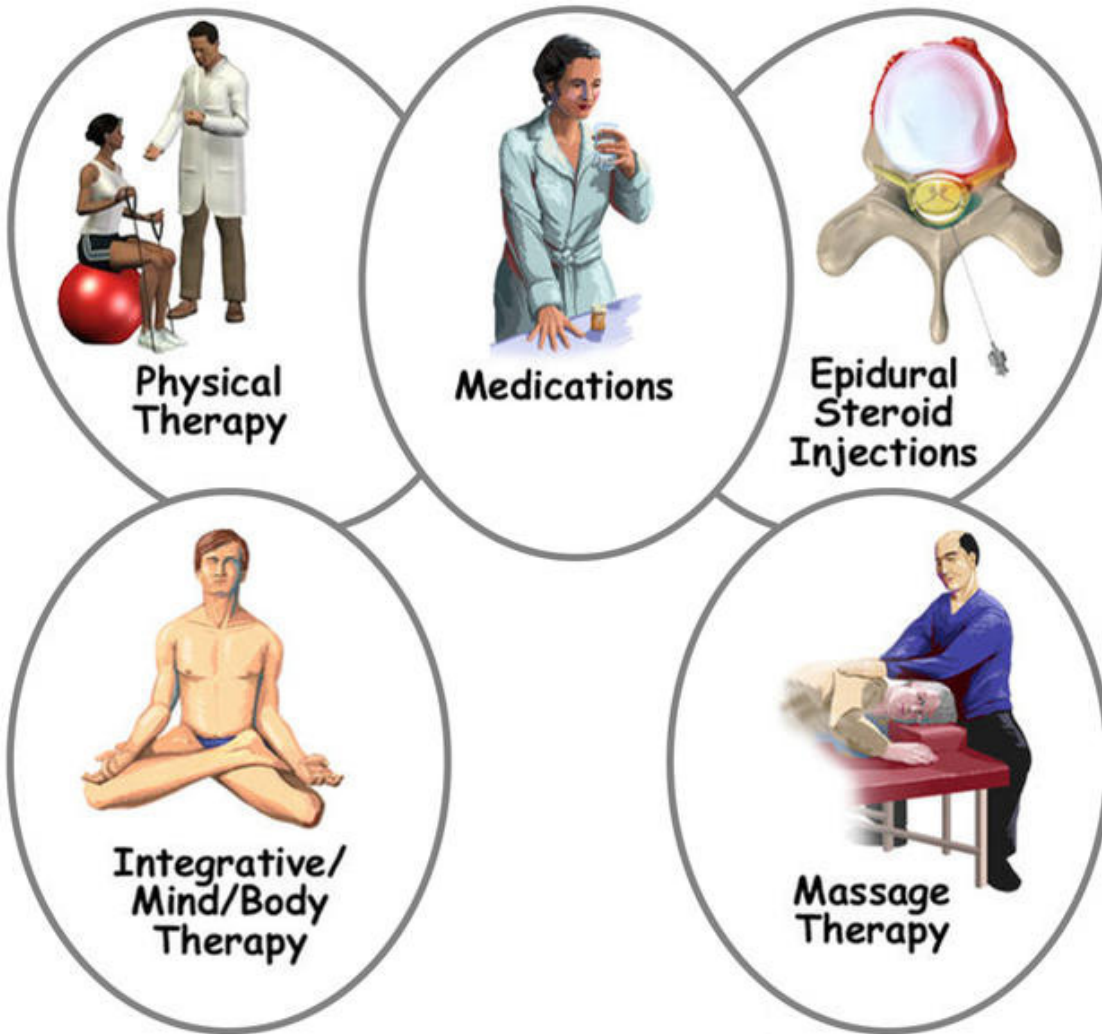 Physical
Therapy
Medications
Epidural
Steroid
Injections
Integrative/
Mind/Body
Therapy
Massage
Therapy